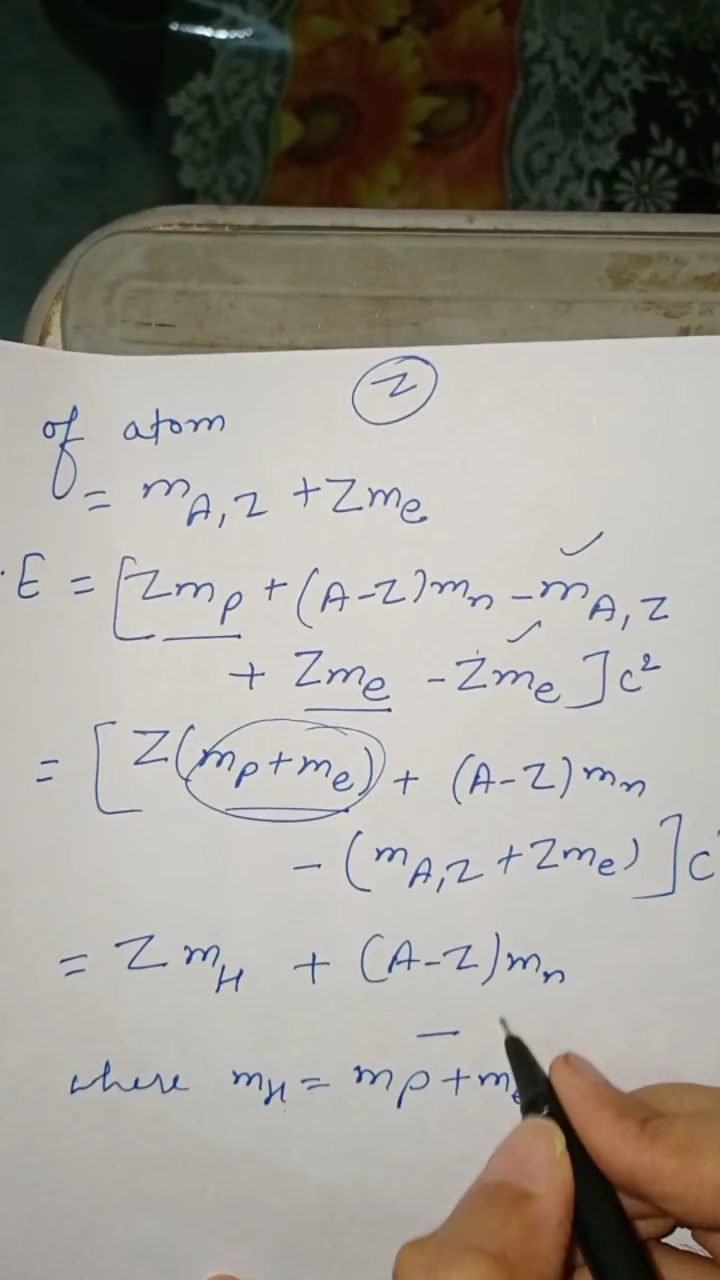 2
of atom
= m_{A,Z} + Zm_e
.E = [Zm_p + (A-Z)m_n - m_{A,Z}
+ Zm_e - Zm_e]c²
= [Z(m_p+m_e) + (A-Z)m_n
- (m_{A,Z} + Zm_e)]c
= Zm_H + (A-Z)m_n
-
where m_H = m_p + m